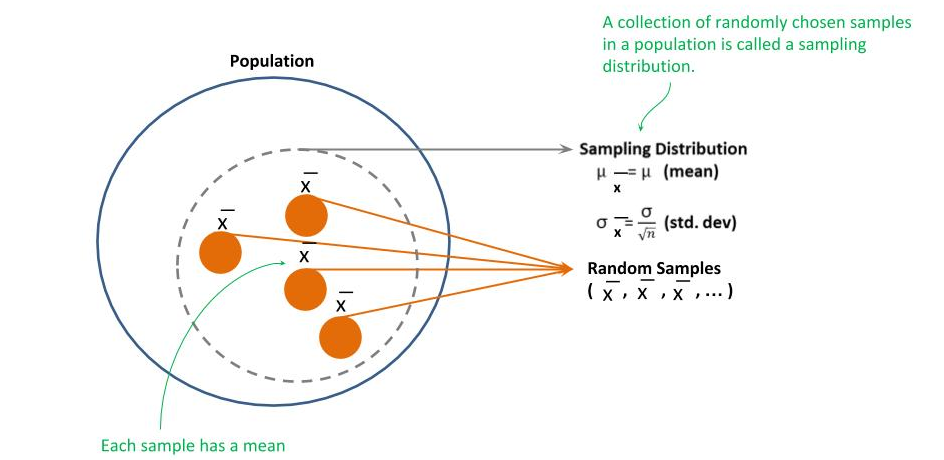 A collection of randomly chosen samples
in a population is called a sampling
distribution.
Population
Sampling Distribution
μ x̄ = μ (mean)
σ x̄ = σ/√n (std. dev)
x̄
x̄
x̄
x̄
Random Samples
( x̄ , x̄ , x̄ , ... )
Each sample has a mean